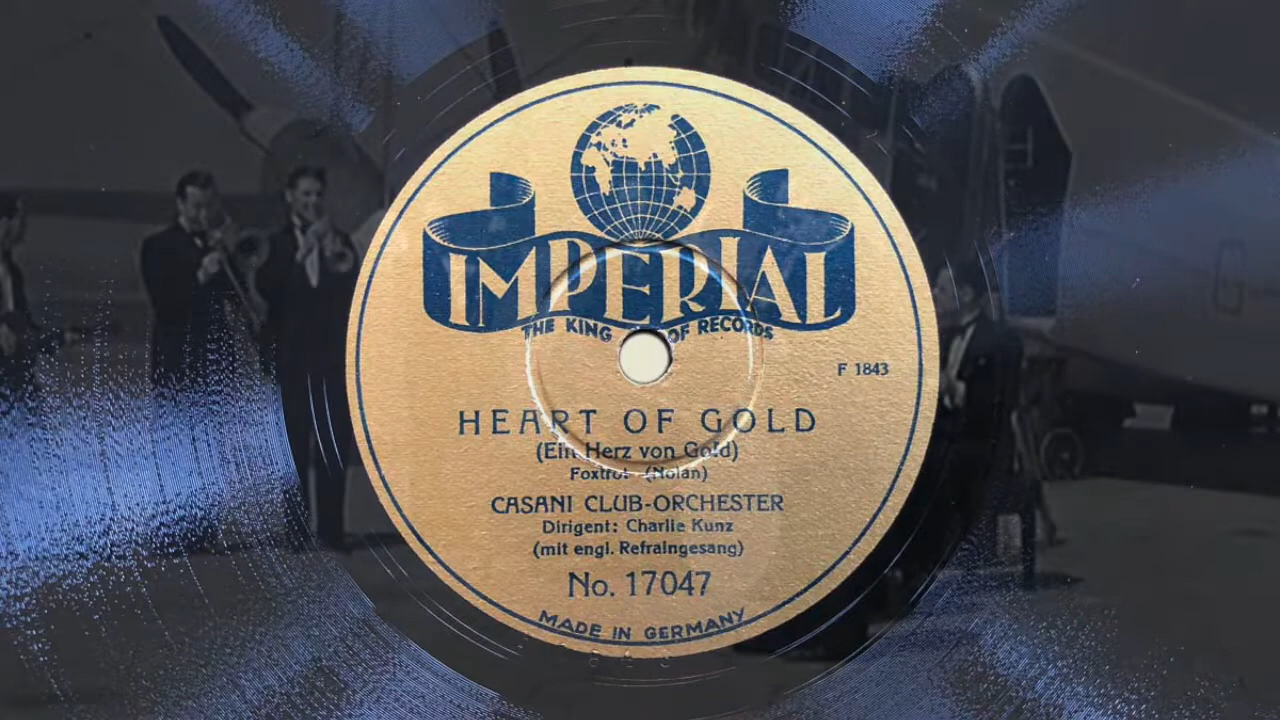 IMPERIAL
THE KING OF RECORDS
F 1843
HEART OF GOLD
(Ein Herz von Gold)
Foxtrot (Nolan)
CASANI CLUB-ORCHESTER
Dirigent: Charlie Kunz
(mit engl. Refraingesang)
No. 17047
MADE IN GERMANY